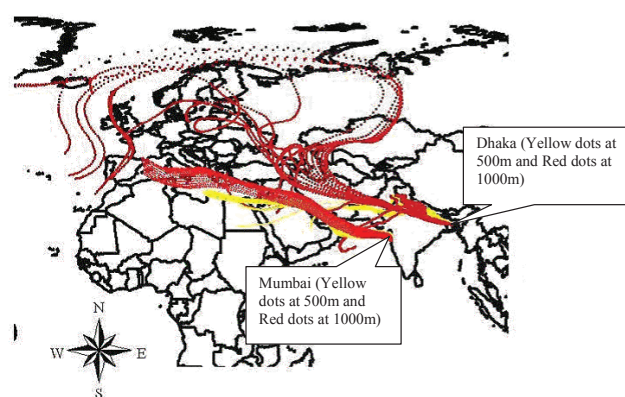 Dhaka (Yellow dots at
500m and Red dots at
1000m)
Mumbai (Yellow
dots at 500m and
Red dots at 1000m)
N
W E
S